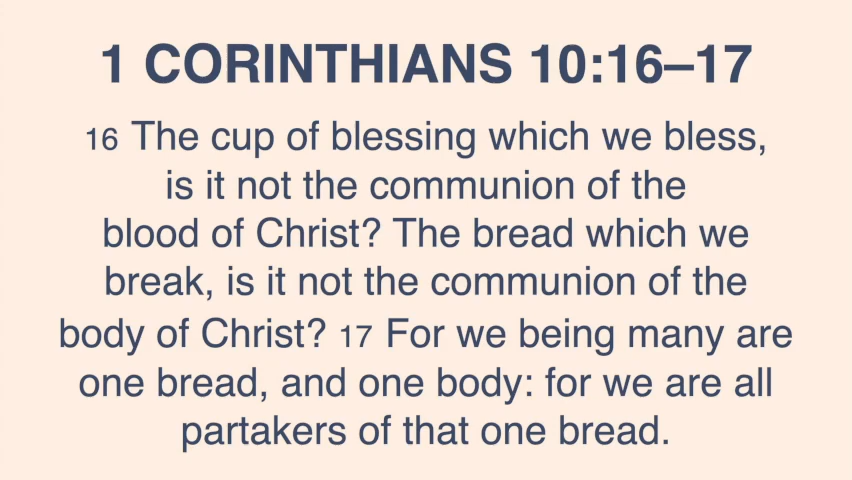 1 CORINTHIANS 10:16–17
16 The cup of blessing which we bless,
is it not the communion of the
blood of Christ? The bread which we
break, is it not the communion of the
body of Christ? 17 For we being many are
one bread, and one body: for we are all
partakers of that one bread.